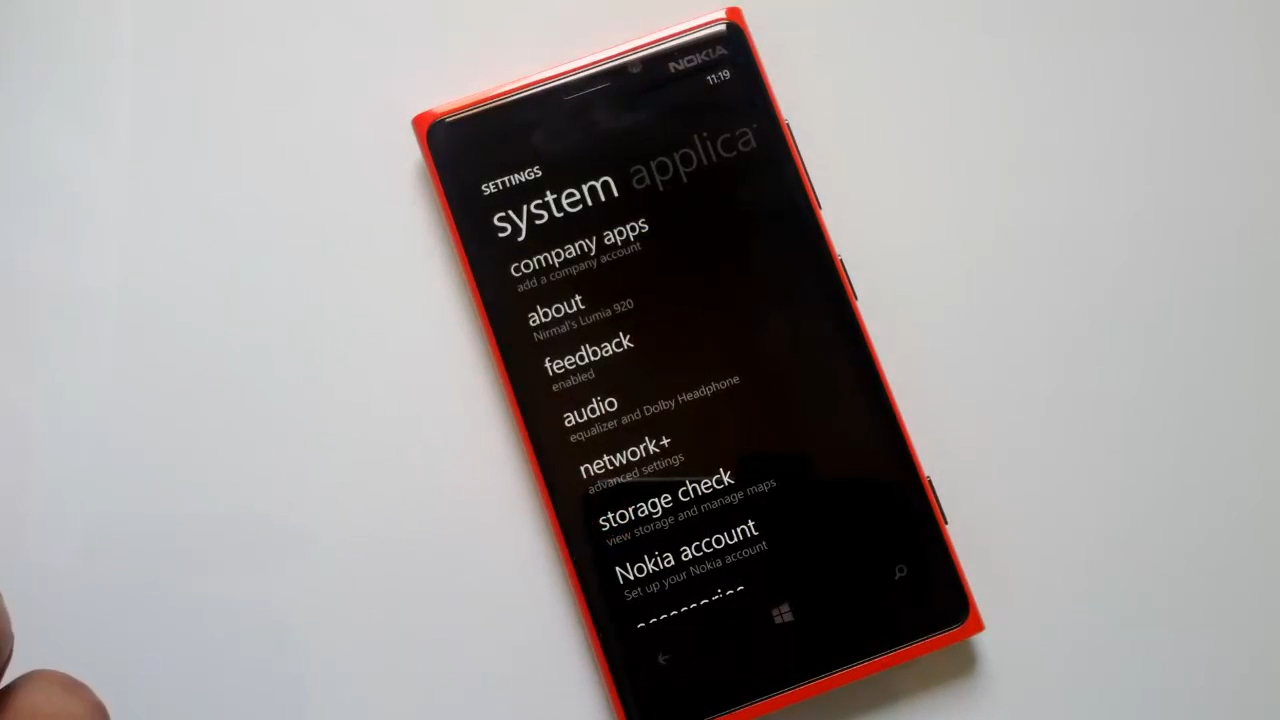 NOKIA
11:19
SETTINGS
system applica
company apps
add a company account
about
Nirmal's Lumia 920
feedback
enabled
audio
equalizer and Dolby Headphone
network+
advanced settings
storage check
view storage and manage maps
Nokia account
Set up your Nokia account